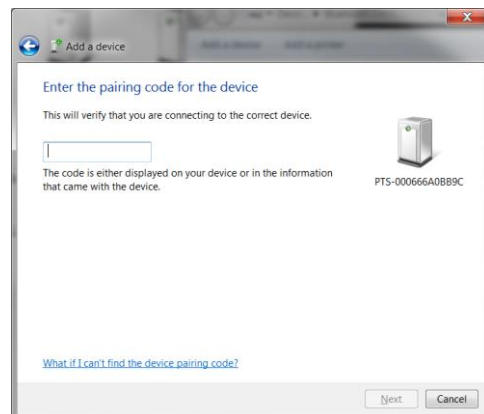 Add a device
Enter the pairing code for the device
This will verify that you are connecting to the correct device.
The code is either displayed on your device or in the information
that came with the device.
PTS-000666A0BB9C
What if I can't find the device pairing code?
Next Cancel